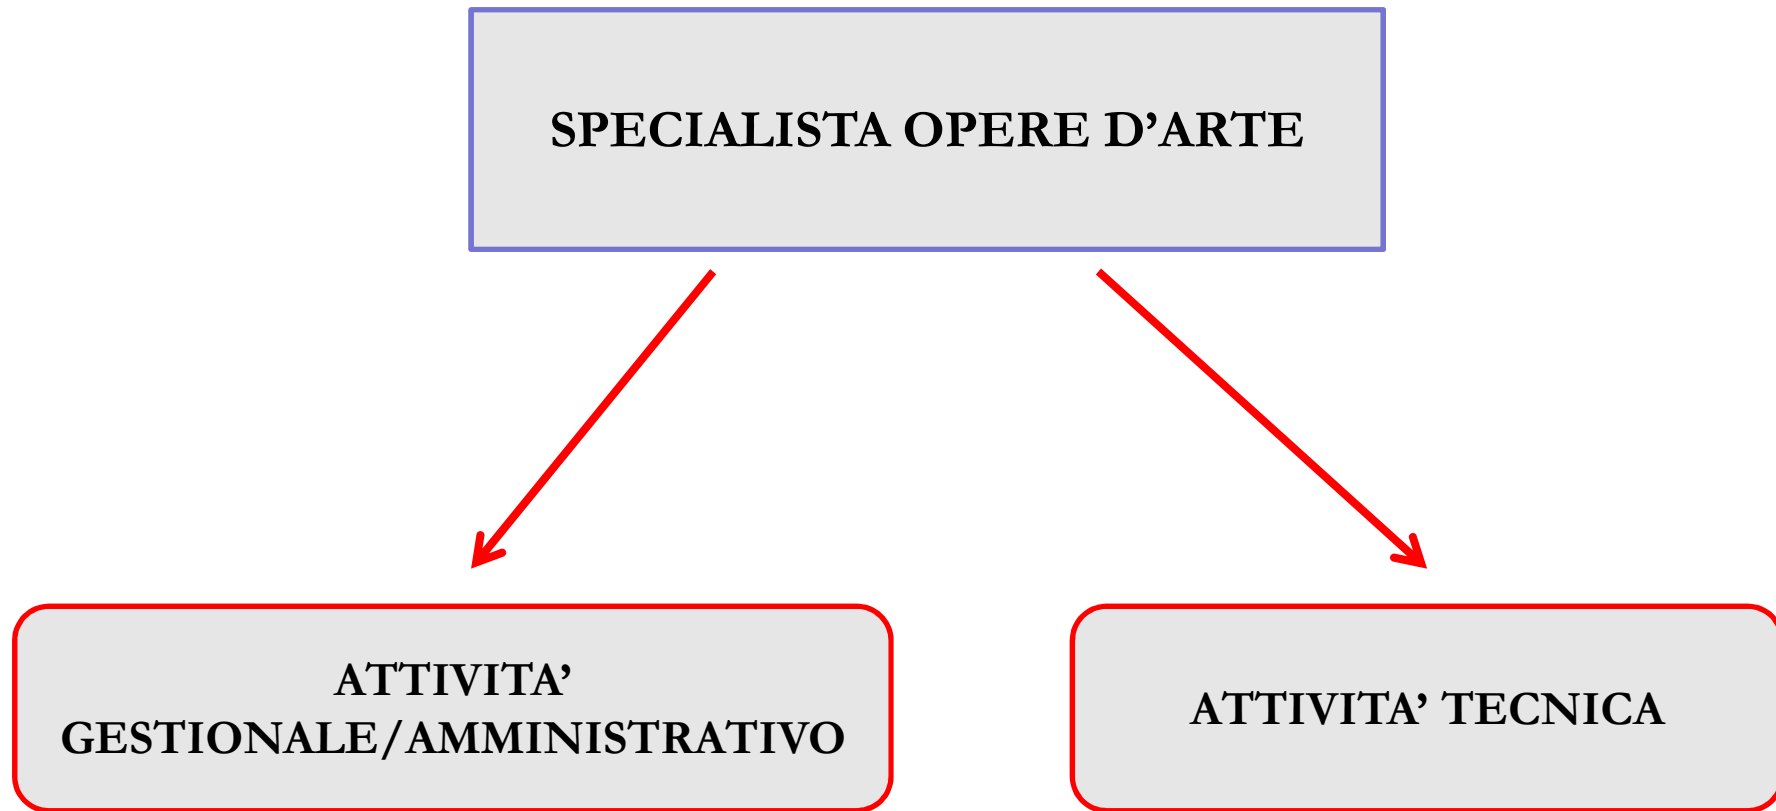 SPECIALISTA OPERE D’ARTE
ATTIVITA’
GESTIONALE/AMMINISTRATIVO
ATTIVITA’ TECNICA